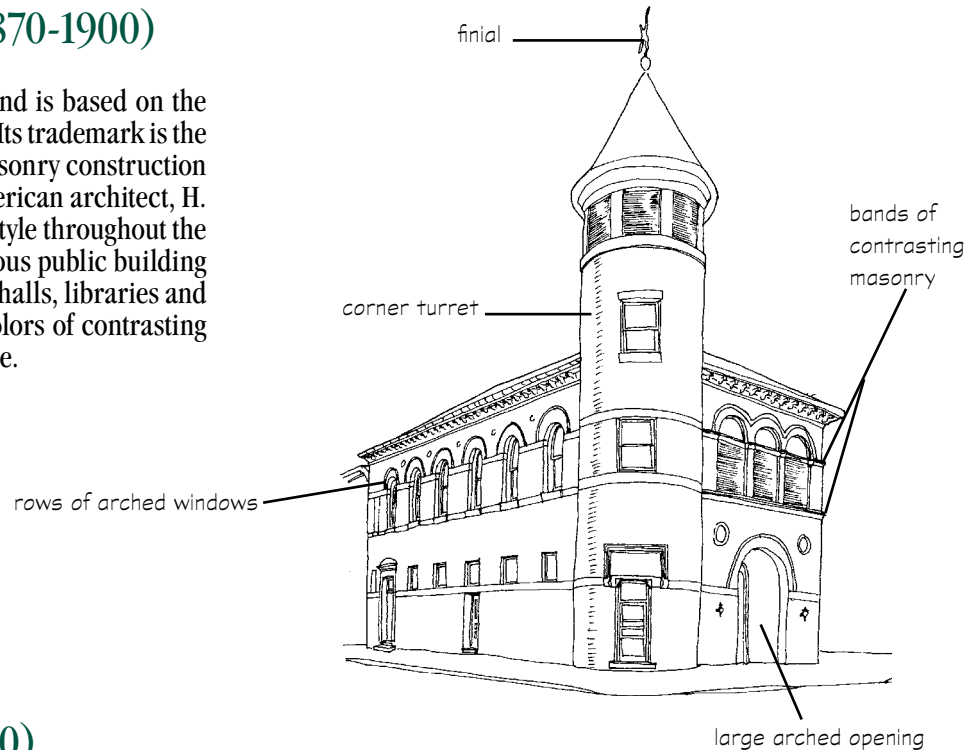 870-1900)
nd is based on the
Its trademark is the
sonry construction
erican architect, H.
tyle throughout the
ous public building
halls, libraries and
olors of contrasting
e.
finial
bands of
contrasting
masonry
corner turret
rows of arched windows
large arched opening
0)